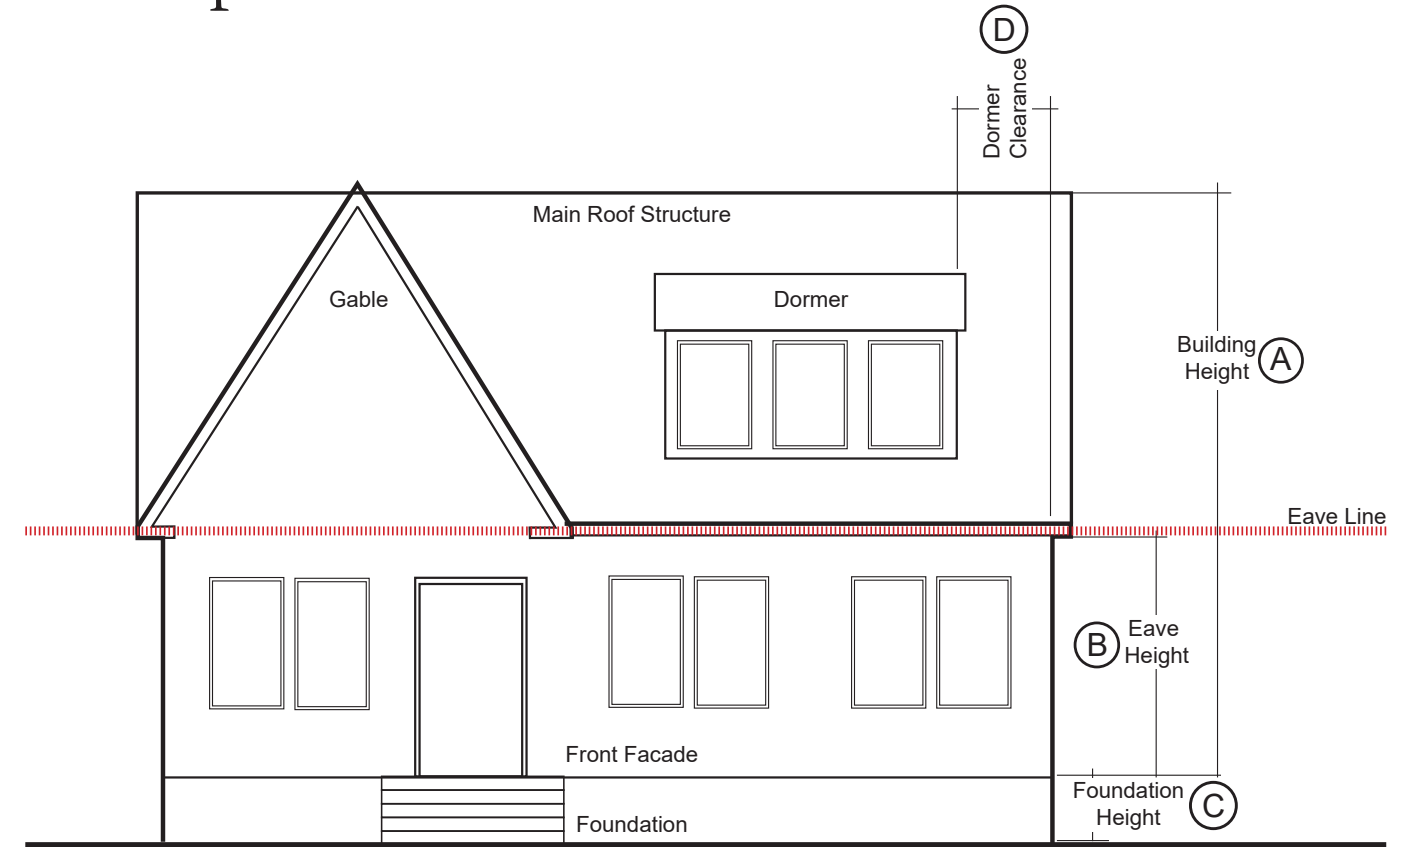 D
Dormer
Clearance
Main Roof Structure
Gable
Dormer
Building
Height
A
Eave Line
B
Eave
Height
Front Facade
Foundation
Height
C
Foundation